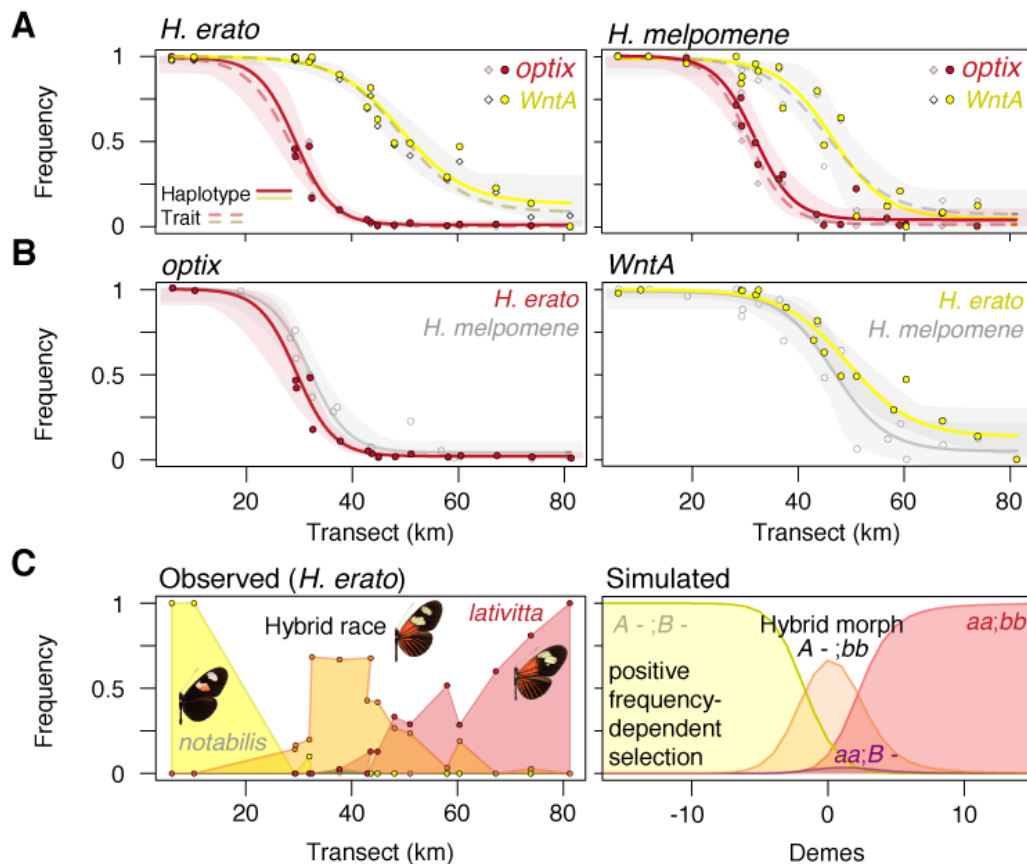 A
H. erato
H. melpomene
Frequency
1
0.5
0
optix
WntA
optix
WntA
Haplotype
Trait
B
optix
WntA
Frequency
1
0.5
0
H. erato
H. melpomene
H. erato
H. melpomene
20 40 60 80
20 40 60 80
Transect (km)
Transect (km)
C
Observed (H. erato)
Simulated
Frequency
1
0.5
0
notabilis
Hybrid race
lativitta
A - ;B -
Hybrid morph
A - ;bb
aa;bb
positive
frequency-
dependent
selection
aa;B -
20 40 60 80
-10 0 10
Transect (km)
Demes